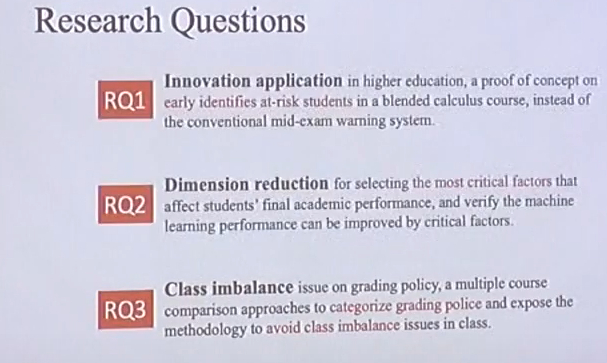 Research Questions
RQ1
Innovation application in higher education, a proof of concept on
early identifies at-risk students in a blended calculus course, instead of
the conventional mid-exam warning system.
RQ2
Dimension reduction for selecting the most critical factors that
affect students' final academic performance, and verify the machine
learning performance can be improved by critical factors.
RQ3
Class imbalance issue on grading policy, a multiple course
comparison approaches to categorize grading police and expose the
methodology to avoid class imbalance issues in class.